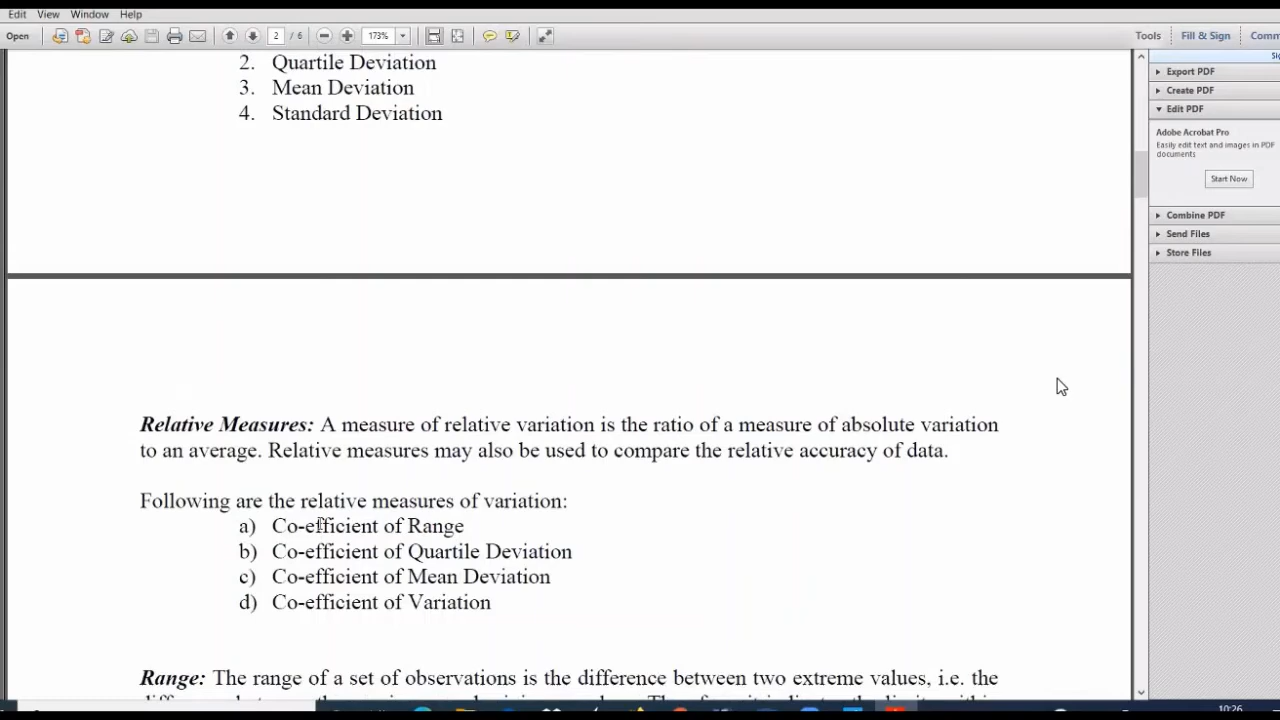 Edit View Window Help
Open 2 / 6 173% Tools Fill & Sign
Export PDF
Create PDF
Edit PDF
Adobe Acrobat Pro
Easily edit text and images in PDF
documents
Start Now
Combine PDF
Send Files
Store Files
2. Quartile Deviation
3. Mean Deviation
4. Standard Deviation
Relative Measures: A measure of relative variation is the ratio of a measure of absolute variation
to an average. Relative measures may also be used to compare the relative accuracy of data.
Following are the relative measures of variation:
a) Co-efficient of Range
b) Co-efficient of Quartile Deviation
c) Co-efficient of Mean Deviation
d) Co-efficient of Variation
Range: The range of a set of observations is the difference between two extreme values, i.e. the
10:26